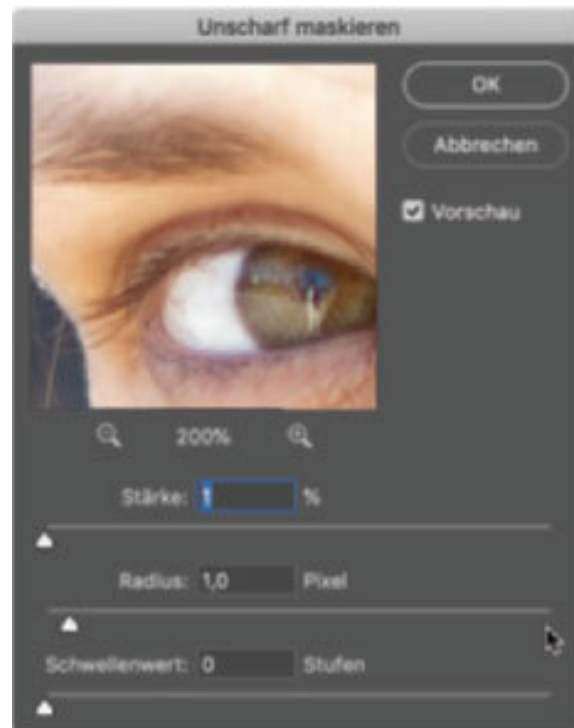 Unscharf maskieren
OK
Abbrechen
Vorschau
200%
Stärke: 1 %
Radius: 1,0 Pixel
Schwellenwert: 0 Stufen